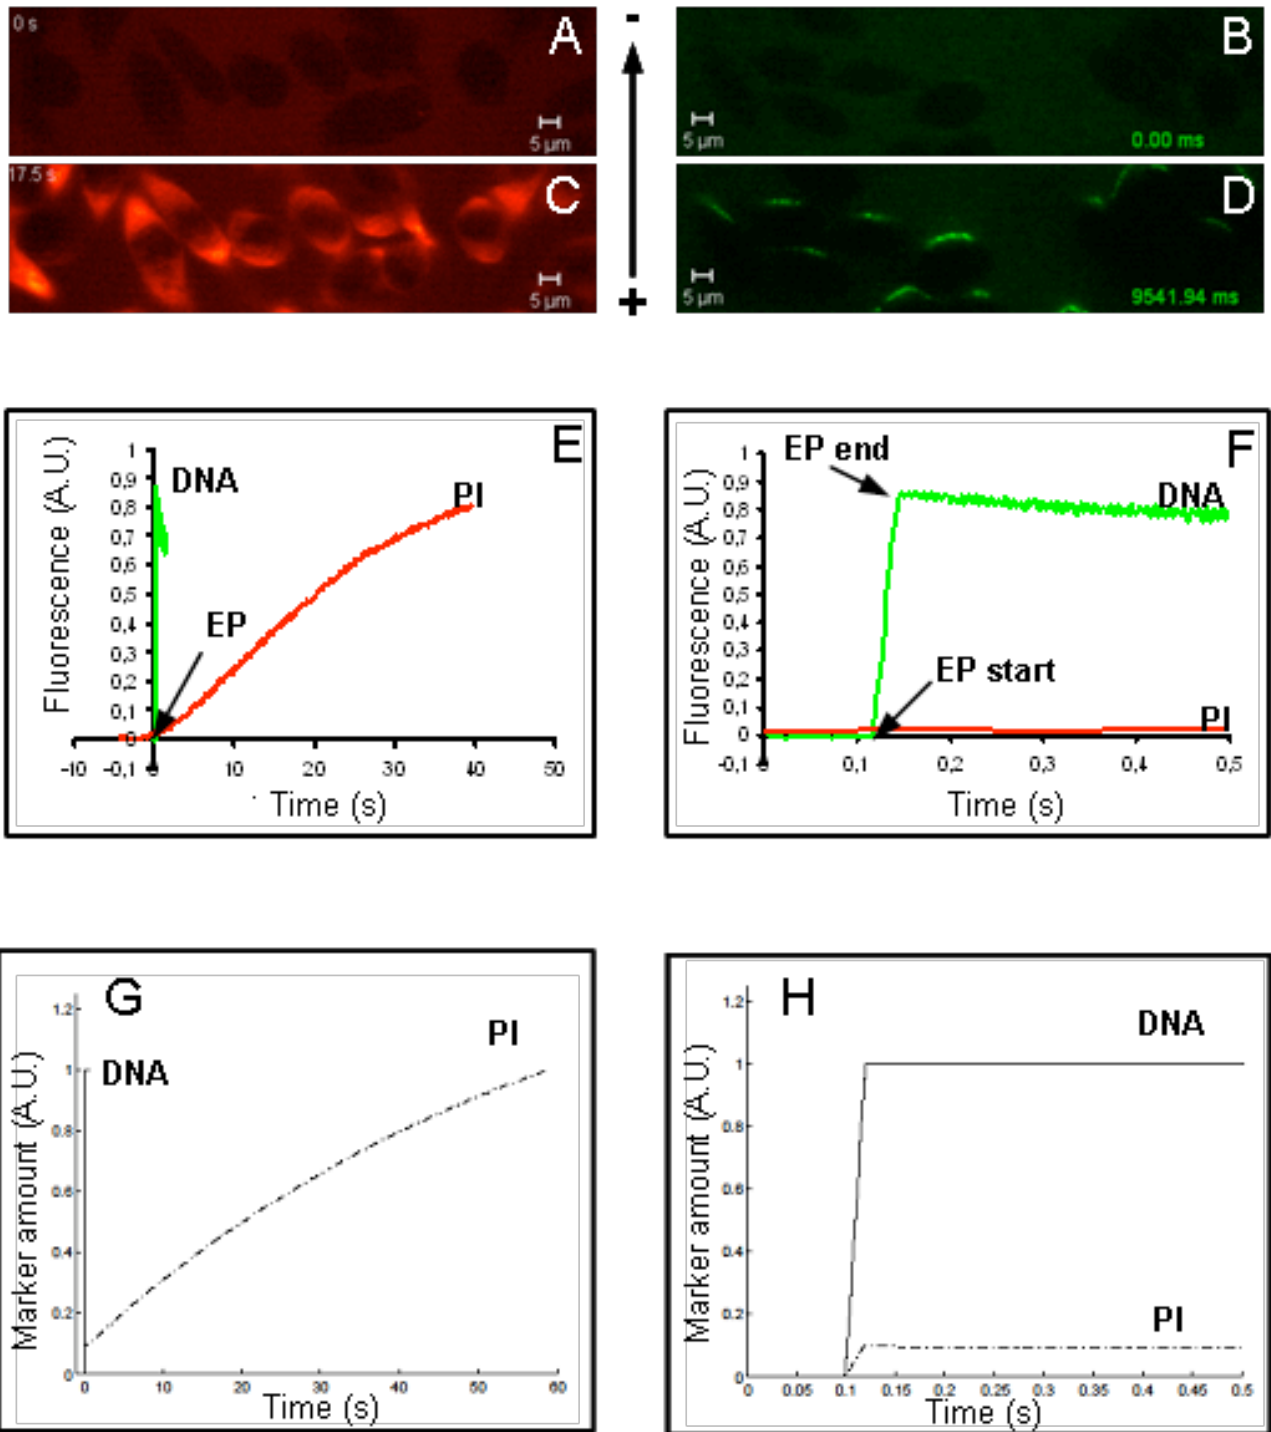 0 s
A
5 µm
-
B
5 µm
0.00 ms
17.5 s
C
5 µm
+
D
5 µm
9541.94 ms
E
Fluorescence (A.U.)
1
0,9
0,8
0,7
0,6
0,5
0,4
0,3
0,2
0,1
0
-0,1
DNA
PI
EP
-10
0
10
20
30
40
50
Time (s)
F
Fluorescence (A.U.)
1
0,9
0,8
0,7
0,6
0,5
0,4
0,3
0,2
0,1
0
-0,1
EP end
DNA
EP start
PI
0
0,1
0,2
0,3
0,4
0,5
Time (s)
G
Marker amount (A.U.)
1.2
1
0.8
0.6
0.4
0.2
0
DNA
PI
0
10
20
30
40
50
60
Time (s)
H
Marker amount (A.U.)
1.2
1
0.8
0.6
0.4
0.2
0
DNA
PI
0
0.05
0.1
0.15
0.2
0.25
0.3
0.35
0.4
0.45
0.5
Time (s)